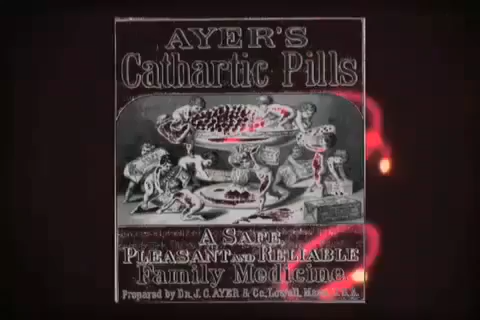 AYER'S
Cathartic Pills
A SAFE,
PLEASANT AND RELIABLE
Family Medicine.
Prepared by DR. J. C. AYER & Co., Lowell, Mass., U.S.A.